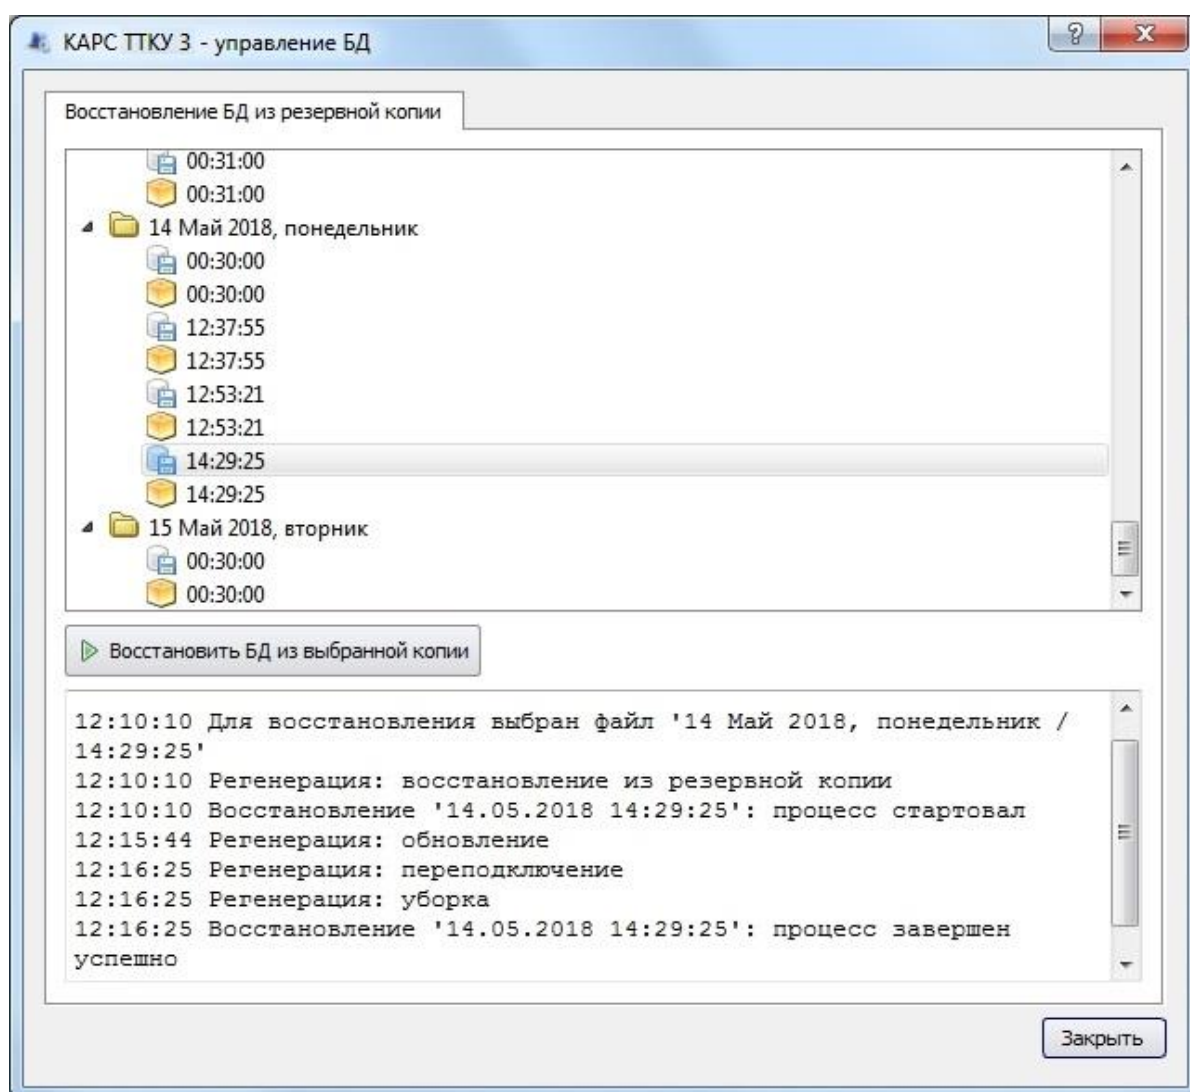 КАРС ТТКУ 3 - управление БД
Восстановление БД из резервной копии
00:31:00
00:31:00
14 Май 2018, понедельник
00:30:00
00:30:00
12:37:55
12:37:55
12:53:21
12:53:21
14:29:25
14:29:25
15 Май 2018, вторник
00:30:00
00:30:00
Восстановить БД из выбранной копии
12:10:10 Для восстановления выбран файл '14 Май 2018, понедельник /
14:29:25'
12:10:10 Регенерация: восстановление из резервной копии
12:10:10 Восстановление '14.05.2018 14:29:25': процесс стартовал
12:15:44 Регенерация: обновление
12:16:25 Регенерация: переподключение
12:16:25 Регенерация: уборка
12:16:25 Восстановление '14.05.2018 14:29:25': процесс завершен
успешно
Закрыть